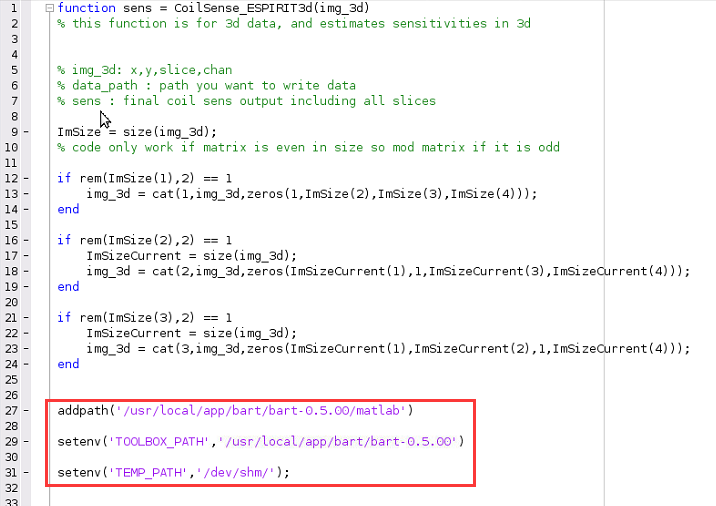 1 function sens = CoilSense_ESPIRIT3d(img_3d)
2 % this function is for 3d data, and estimates sensitivities in 3d
3
4
5 % img_3d: x,y,slice,chan
6 % data_path : path you want to write data
7 % sens : final coil sens output including all slices
8
9 - ImSize = size(img_3d);
10 % code only work if matrix is even in size so mod matrix if it is odd
11
12 - if rem(ImSize(1),2) == 1
13 - img_3d = cat(1,img_3d,zeros(1,ImSize(2),ImSize(3),ImSize(4)));
14 - end
15
16 - if rem(ImSize(2),2) == 1
17 - ImSizeCurrent = size(img_3d);
18 - img_3d = cat(2,img_3d,zeros(ImSizeCurrent(1),1,ImSizeCurrent(3),ImSizeCurrent(4)));
19 - end
20
21 - if rem(ImSize(3),2) == 1
22 - ImSizeCurrent = size(img_3d);
23 - img_3d = cat(3,img_3d,zeros(ImSizeCurrent(1),ImSizeCurrent(2),1,ImSizeCurrent(4)));
24 - end
25
26
27 - addpath('/usr/local/app/bart/bart-0.5.00/matlab')
28
29 - setenv('TOOLBOX_PATH','/usr/local/app/bart/bart-0.5.00')
30
31 - setenv('TEMP_PATH','/dev/shm/');
32
33